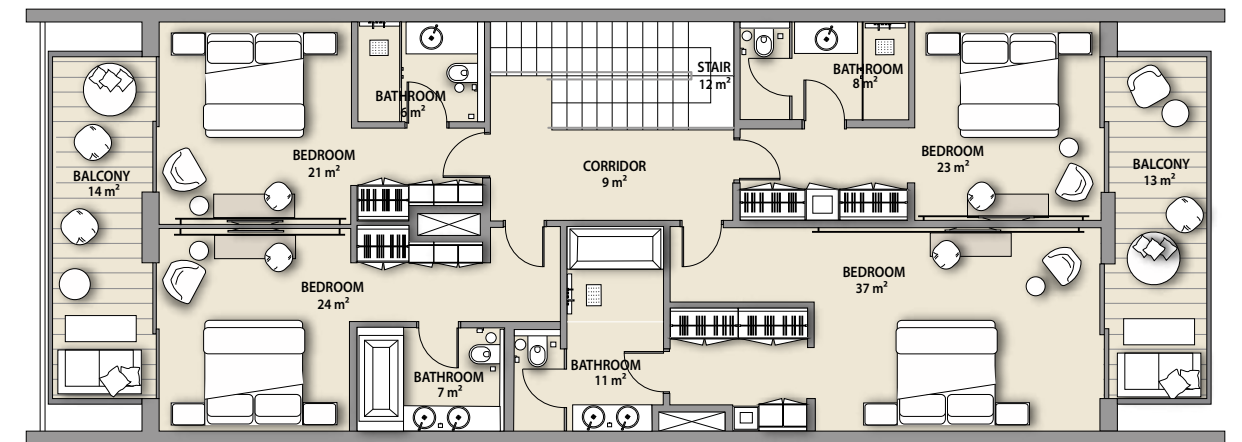 STAIR
12 m²
BATHROOM
8 m²
BATHROOM
6 m²
BEDROOM
21 m²
CORRIDOR
9 m²
BEDROOM
23 m²
BALCONY
14 m²
BALCONY
13 m²
BEDROOM
24 m²
BEDROOM
37 m²
BATHROOM
7 m²
BATHROOM
11 m²